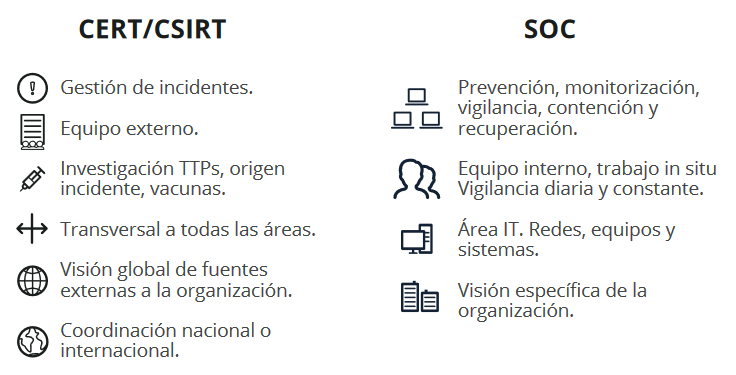 CERT/CSIRT
Gestión de incidentes.
Equipo externo.
Investigación TTPs, origen
incidente, vacunas.
Transversal a todas las áreas.
Visión global de fuentes
externas a la organización.
Coordinación nacional o
internacional.
SOC
Prevención, monitorización,
vigilancia, contención y
recuperación.
Equipo interno, trabajo in situ
Vigilancia diaria y constante.
Área IT. Redes, equipos y
sistemas.
Visión específica de la
organización.